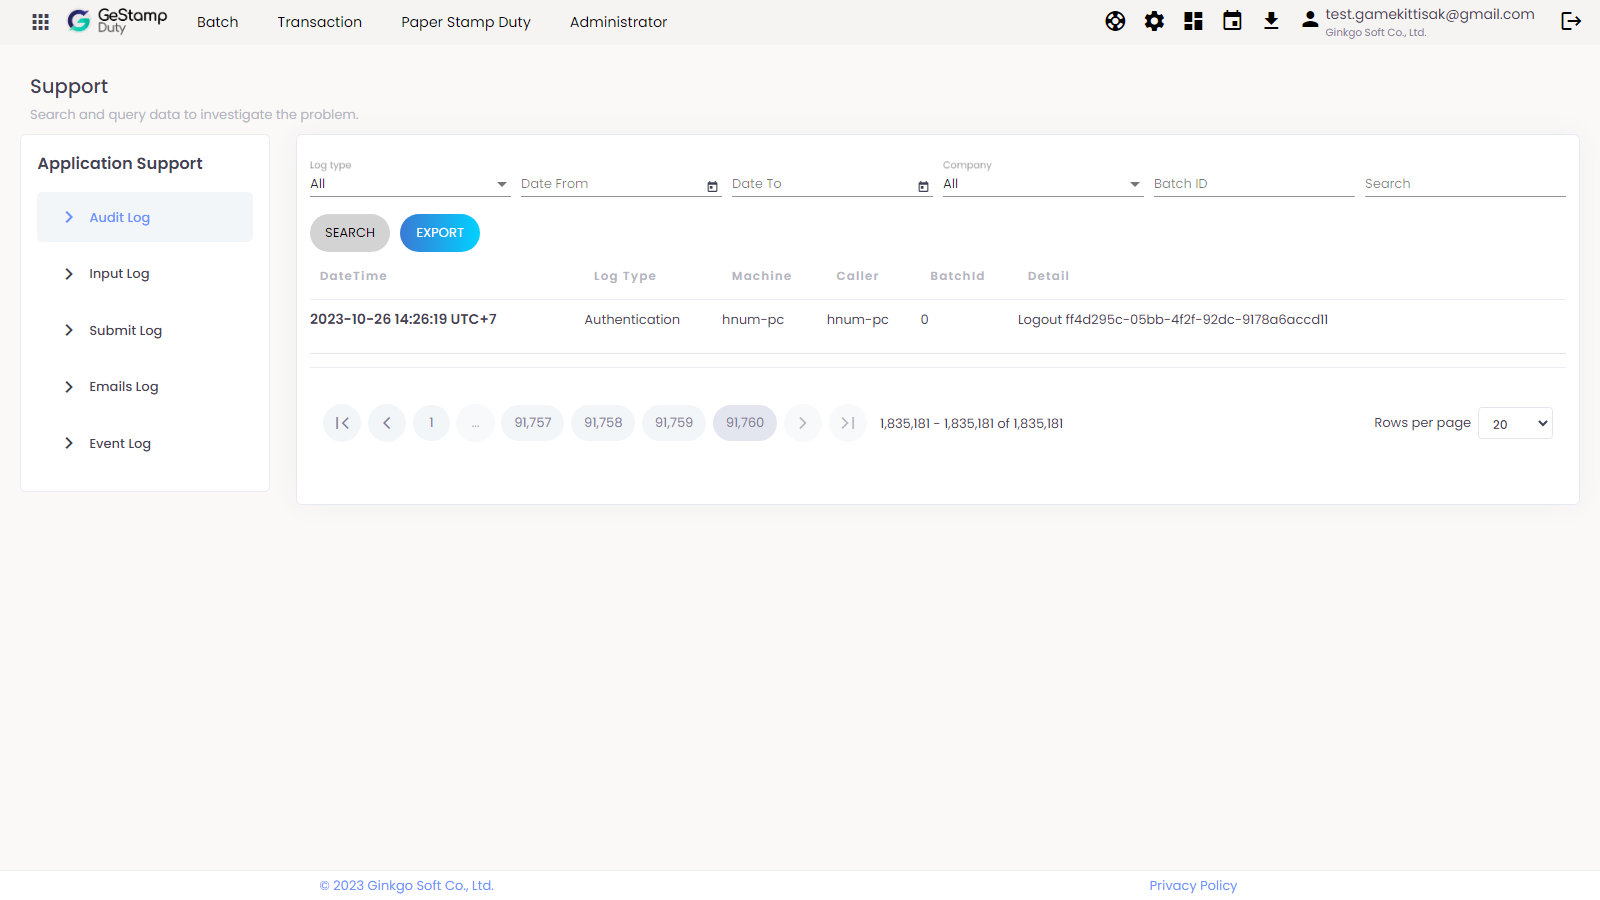 GeStamp
Duty
Batch
Transaction
Paper Stamp Duty
Administrator
test.gamekittisak@gmail.com
Ginkgo Soft Co., Ltd.
Support
Search and query data to investigate the problem.
Application Support
Audit Log
Input Log
Submit Log
Emails Log
Event Log
Log type
All
Date From
Date To
Company
All
Batch ID
Search
SEARCH
EXPORT
DateTime Log Type Machine Caller BatchId Detail
2023-10-26 14:26:19 UTC+7 Authentication hnum-pc hnum-pc 0 Logout ff4d295c-05bb-4f2f-92dc-9178a6accd11
1 ... 91,757 91,758 91,759 91,760 1,835,181 - 1,835,181 of 1,835,181 Rows per page 20
© 2023 Ginkgo Soft Co., Ltd.
Privacy Policy